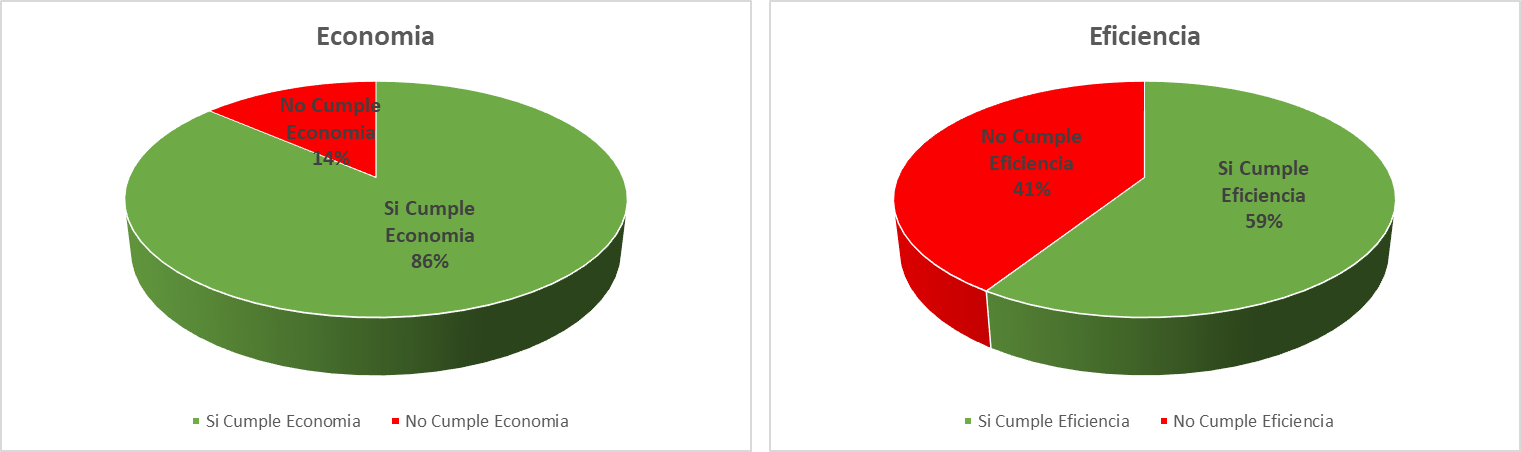 Economia
No Cumple
Economia
14%
Si Cumple
Economia
86%
Si Cumple Economia
No Cumple Economia
Eficiencia
No Cumple
Eficiencia
41%
Si Cumple
Eficiencia
59%
Si Cumple Eficiencia
No Cumple Eficiencia